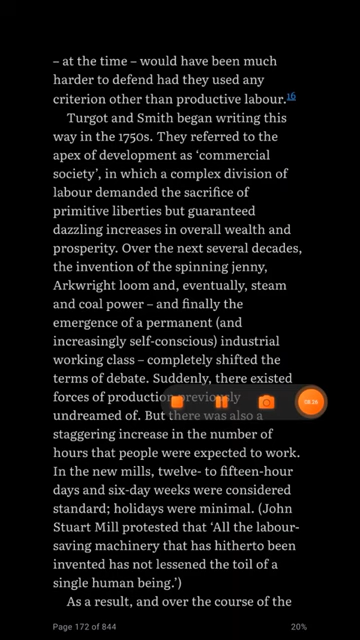 – at the time – would have been much
harder to defend had they used any
criterion other than productive labour.16
Turgot and Smith began writing this
way in the 1750s. They referred to the
apex of development as ‘commercial
society’, in which a complex division of
labour demanded the sacrifice of
primitive liberties but guaranteed
dazzling increases in overall wealth and
prosperity. Over the next several decades,
the invention of the spinning jenny,
Arkwright loom and, eventually, steam
and coal power – and finally the
emergence of a permanent (and
increasingly self-conscious) industrial
working class – completely shifted the
terms of debate. Suddenly, there existed
forces of production previously
undreamed of. But there was also a
staggering increase in the number of
hours that people were expected to work.
In the new mills, twelve- to fifteen-hour
days and six-day weeks were considered
standard; holidays were minimal. (John
Stuart Mill protested that ‘All the labour-
saving machinery that has hitherto been
invented has not lessened the toil of a
single human being.’)
As a result, and over the course of the
Page 172 of 844
20%